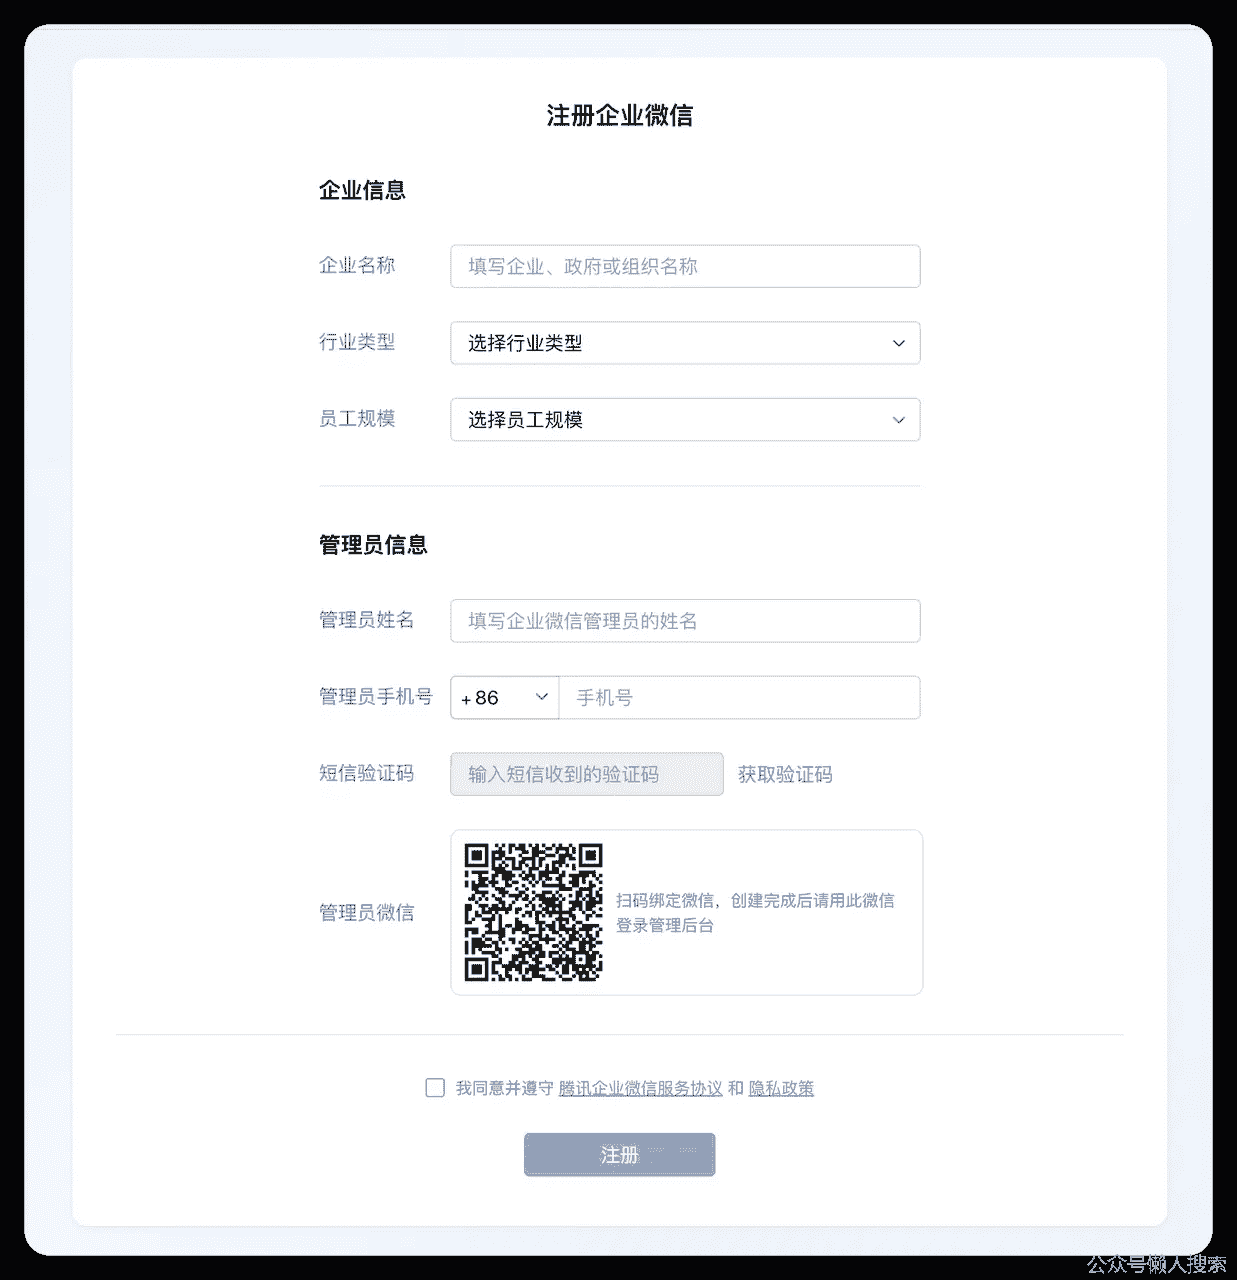 注册企业微信
企业信息
企业名称 填写企业、政府或组织名称
行业类型 选择行业类型
员工规模 选择员工规模
管理员信息
管理员姓名 填写企业微信管理员的姓名
管理员手机号 +86 手机号
短信验证码 输入短信收到的验证码 获取验证码
扫码绑定微信，创建完成后请用此微信
管理员微信
登录管理后台
我同意并遵守 腾讯企业微信服务协议 和 隐私政策
注册
公众号懒人搜索